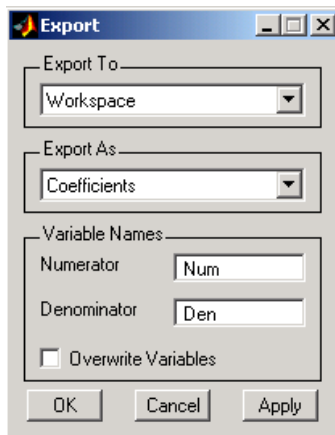 Export
Export To
Workspace
Export As
Coefficients
Variable Names
Numerator Num
Denominator Den
Overwrite Variables
OK Cancel Apply